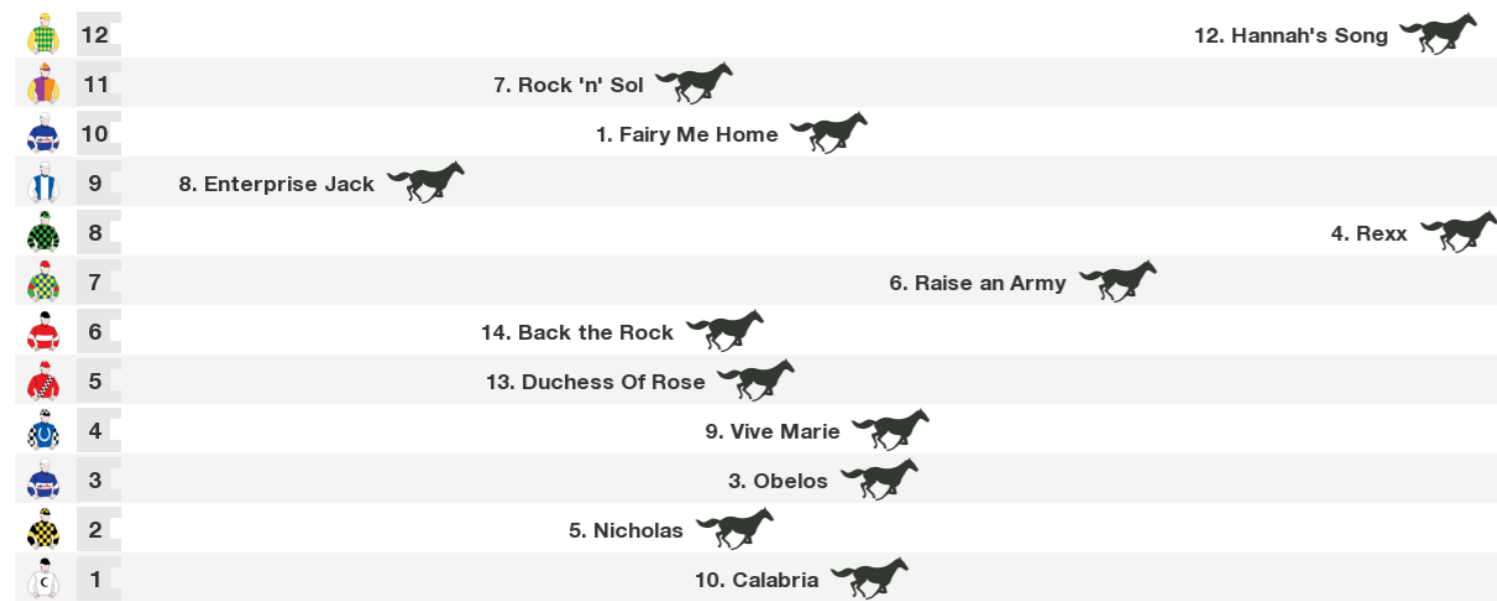 12 12. Hannah's Song
11 7. Rock 'n' Sol
10 1. Fairy Me Home
9 8. Enterprise Jack
8 4. Rexx
7 6. Raise an Army
6 14. Back the Rock
5 13. Duchess Of Rose
4 9. Vive Marie
3 3. Obelos
2 5. Nicholas
C 1 10. Calabria